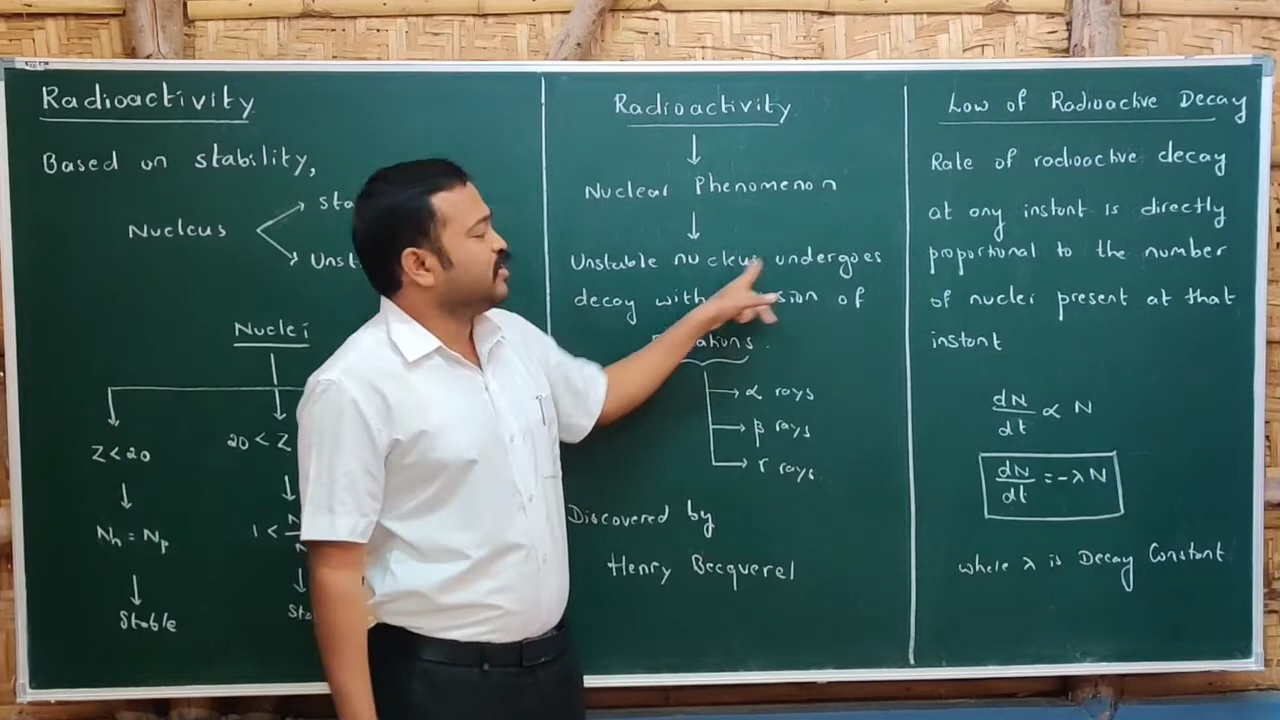 Radioactivity
Based on stability,
Nucleus
Nuclei
Z < 20
20 < Z
Nn = Np
1 <
Stable
Radioactivity
Nuclear Phenomenon
Unstable nucleus undergoes
decay with of
α rays
β rays
γ rays
Discovered by
Henry Becquerel
Law of Radioactive Decay
Rate of radioactive decay
at any instant is directly
proportional to the number
of nuclei present at that
instant
dN/dt ∝ N
dN/dt = -λN
where λ is Decay Constant